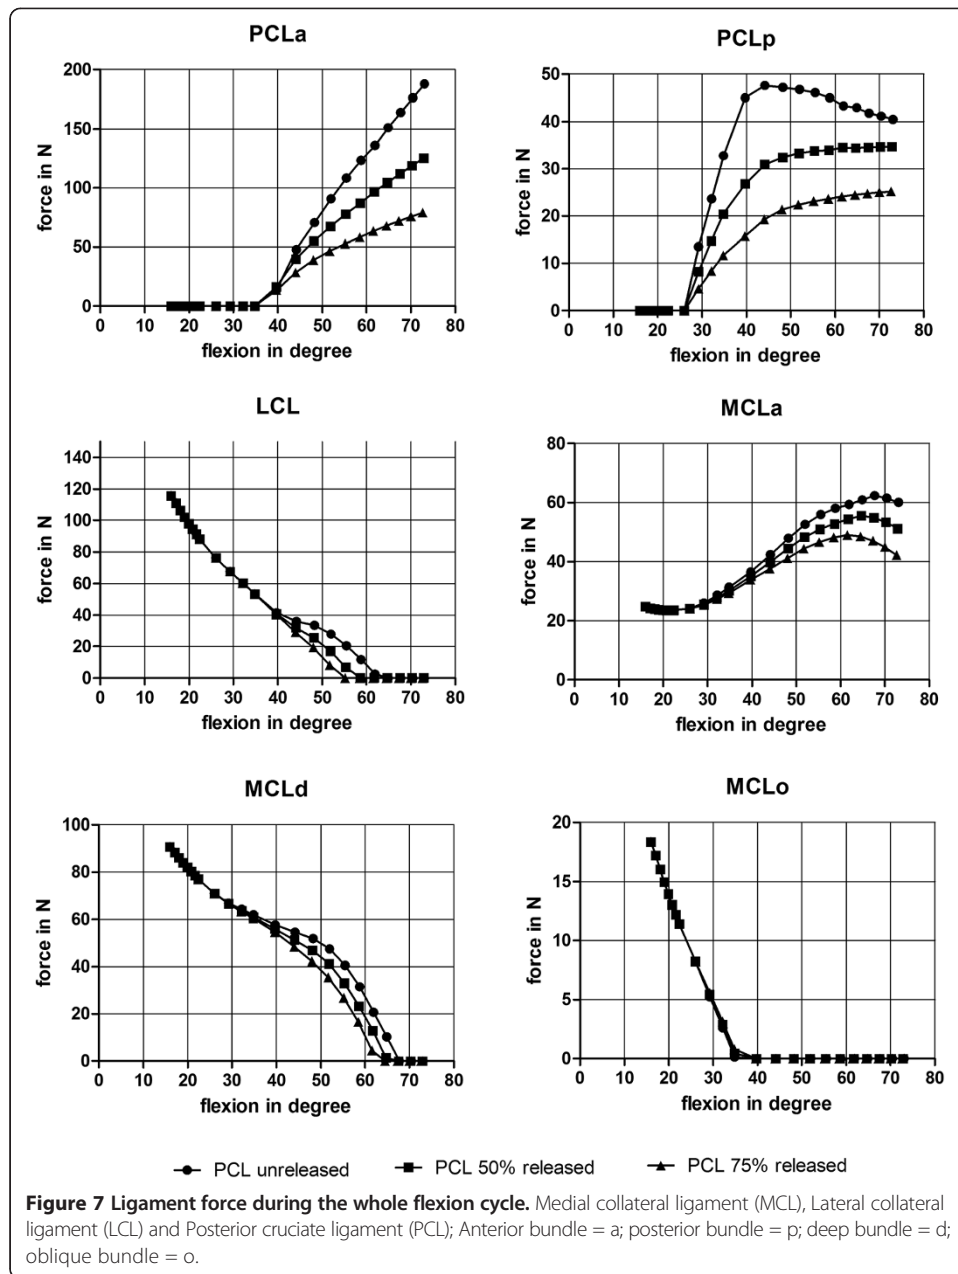 PCLa
force in N
200
150
100
50
0
0 10 20 30 40 50 60 70 80
flexion in degree
PCLp
force in N
50
40
30
20
10
0
0 10 20 30 40 50 60 70 80
flexion in degree
LCL
force in N
140
120
100
80
60
40
20
0
0 10 20 30 40 50 60 70 80
flexion in degree
MCLa
force in N
80
60
40
20
0
0 10 20 30 40 50 60 70 80
flexion in degree
MCLd
force in N
100
80
60
40
20
0
0 10 20 30 40 50 60 70 80
flexion in degree
MCLo
force in N
20
15
10
5
0
0 10 20 30 40 50 60 70 80
flexion in degree
PCL unreleased PCL 50% released PCL 75% released
Figure 7 Ligament force during the whole flexion cycle. Medial collateral ligament (MCL), Lateral collateral
ligament (LCL) and Posterior cruciate ligament (PCL); Anterior bundle = a; posterior bundle = p; deep bundle = d;
oblique bundle = o.